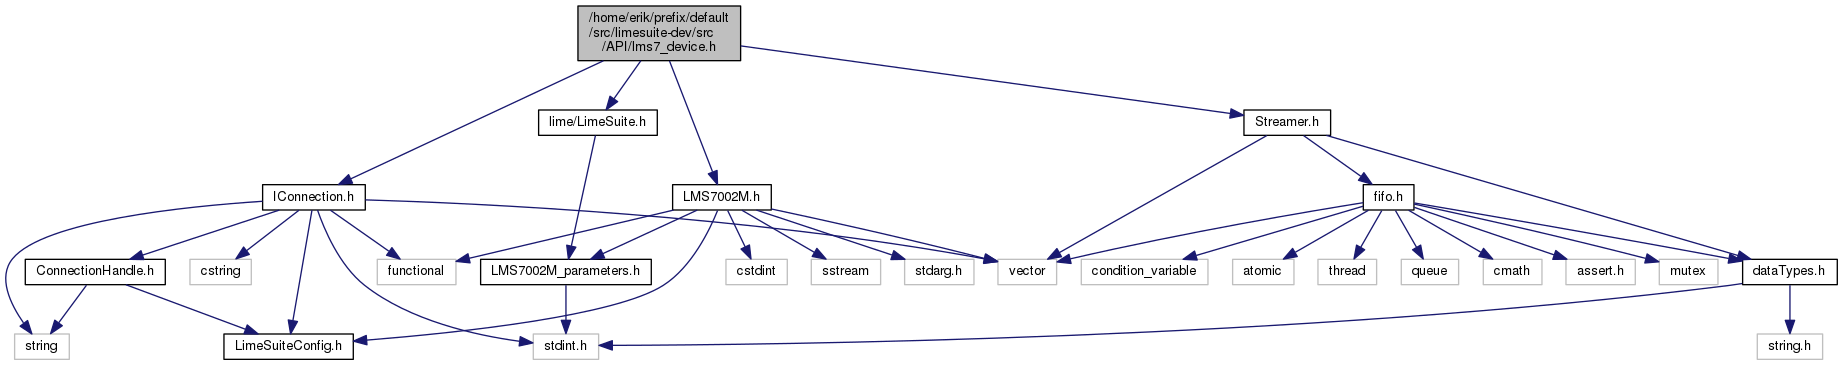 /home/erik/prefix/default
/src/limesuite-dev/src
/API/lms7_device.h
lime/LimeSuite.h
Streamer.h
IConnection.h
LMS7002M.h
fifo.h
ConnectionHandle.h
cstring
functional
LMS7002M_parameters.h
cstdint
sstream
stdarg.h
vector
condition_variable
atomic
thread
queue
cmath
assert.h
mutex
dataTypes.h
string
LimeSuiteConfig.h
stdint.h
string.h